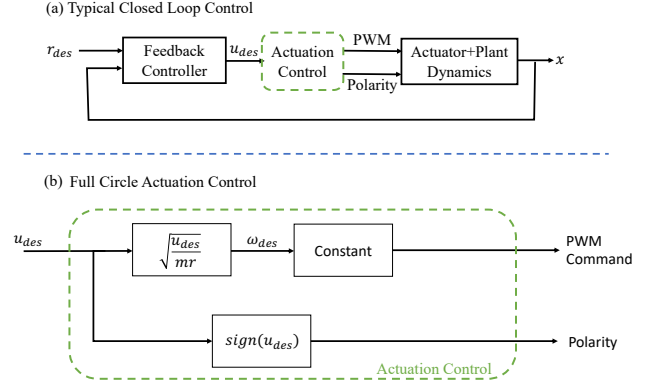 (a) Typical Closed Loop Control
r_des
Feedback
Controller
u_des
Actuation
Control
PWM
Polarity
Actuator+Plant
Dynamics
x
(b) Full Circle Actuation Control
u_des
√(u_des/mr)
ω_des
Constant
PWM
Command
sign(u_des)
Polarity
Actuation Control